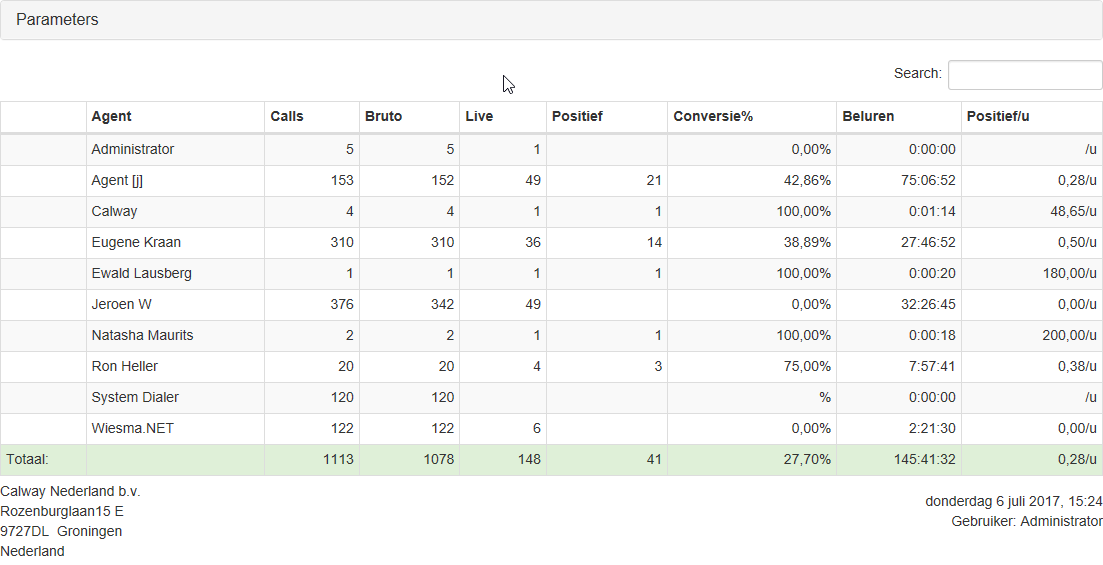 Parameters
Search:
Agent Calls Bruto Live Positief Conversie% Beluren Positief/u
Administrator 5 5 1 0,00% 0:00:00 /u
Agent [j] 153 152 49 21 42,86% 75:06:52 0,28/u
Calway 4 4 1 1 100,00% 0:01:14 48,65/u
Eugene Kraan 310 310 36 14 38,89% 27:46:52 0,50/u
Ewald Lausberg 1 1 1 1 100,00% 0:00:20 180,00/u
Jeroen W 376 342 49 0,00% 32:26:45 0,00/u
Natasha Maurits 2 2 1 1 100,00% 0:00:18 200,00/u
Ron Heller 20 20 4 3 75,00% 7:57:41 0,38/u
System Dialer 120 120 % 0:00:00 /u
Wiesma.NET 122 122 6 0,00% 2:21:30 0,00/u
Totaal: 1113 1078 148 41 27,70% 145:41:32 0,28/u
Calway Nederland b.v.
Rozenburglaan15 E
9727DL  Groningen
Nederland
donderdag 6 juli 2017, 15:24
Gebruiker: Administrator